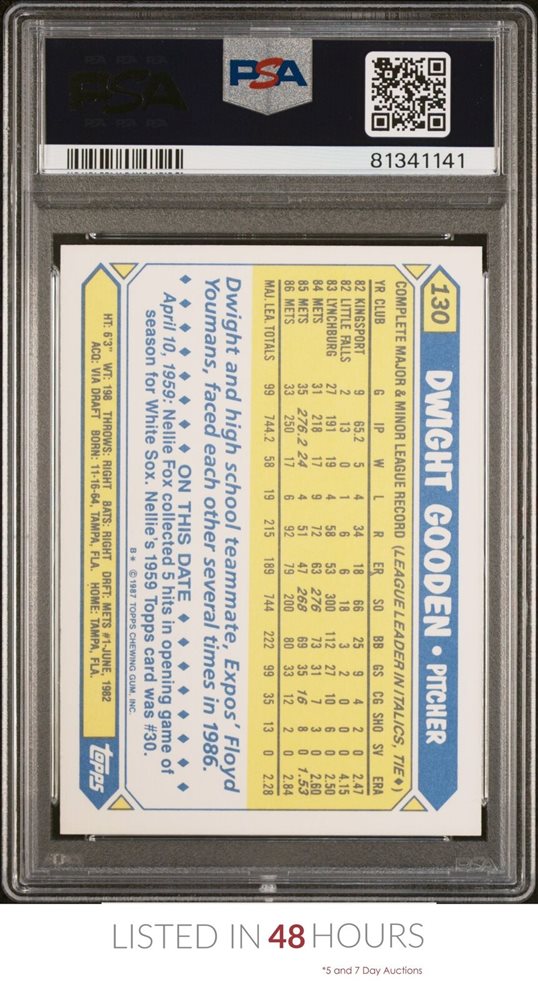 PSA
PSA
81341141
130
DWIGHT GOODEN • PITCHER
COMPLETE MAJOR & MINOR LEAGUE RECORD (LEAGUE LEADER IN ITALICS, TIE♦)
YR CLUB G IP W L R ER SO BB GS CG SHO SV ERA
82 KINGSPORT 9 65.2 5 4 34 18 66 25 9 4 2 0 2.47
82 LITTLE FALLS 2 13 0 1 6 6 18 3 2 0 0 0 4.15
83 LYNCHBURG 27 191 19 4 58 53 300 112 27 10 6 0 2.50
84 METS 31 218 17 9 72 63 276 73 31 7 3 0 2.60
85 METS 35 276.2 24 4 51 47 268 69 35 16 8 0 1.53
86 METS 33 250 17 6 92 79 200 80 33 12 2 0 2.84
MAJ. LEA. TOTALS 99 744.2 58 19 215 189 744 222 99 35 13 0 2.28
Dwight and high school teammate, Expos' Floyd
Youmans, faced each other several times in 1986.
♦ ♦ ♦ ♦ ♦ ♦ ♦ ON THIS DATE ♦ ♦ ♦ ♦ ♦ ♦ ♦
April 10, 1959: Nellie Fox collected 5 hits in opening game of
season for White Sox. Nellie's 1959 Topps card was #30.
8* ©1987 TOPPS CHEWING GUM, INC.
HT: 6'3" WT: 198 THROWS: RIGHT BATS: RIGHT DRFT: METS #1-JUNE, 1982
ACQ: VIA DRAFT BORN: 11-16-64, TAMPA, FLA. HOME: TAMPA, FLA.
topps
PSA
LISTED IN 48 HOURS
*5 and 7 Day Auctions